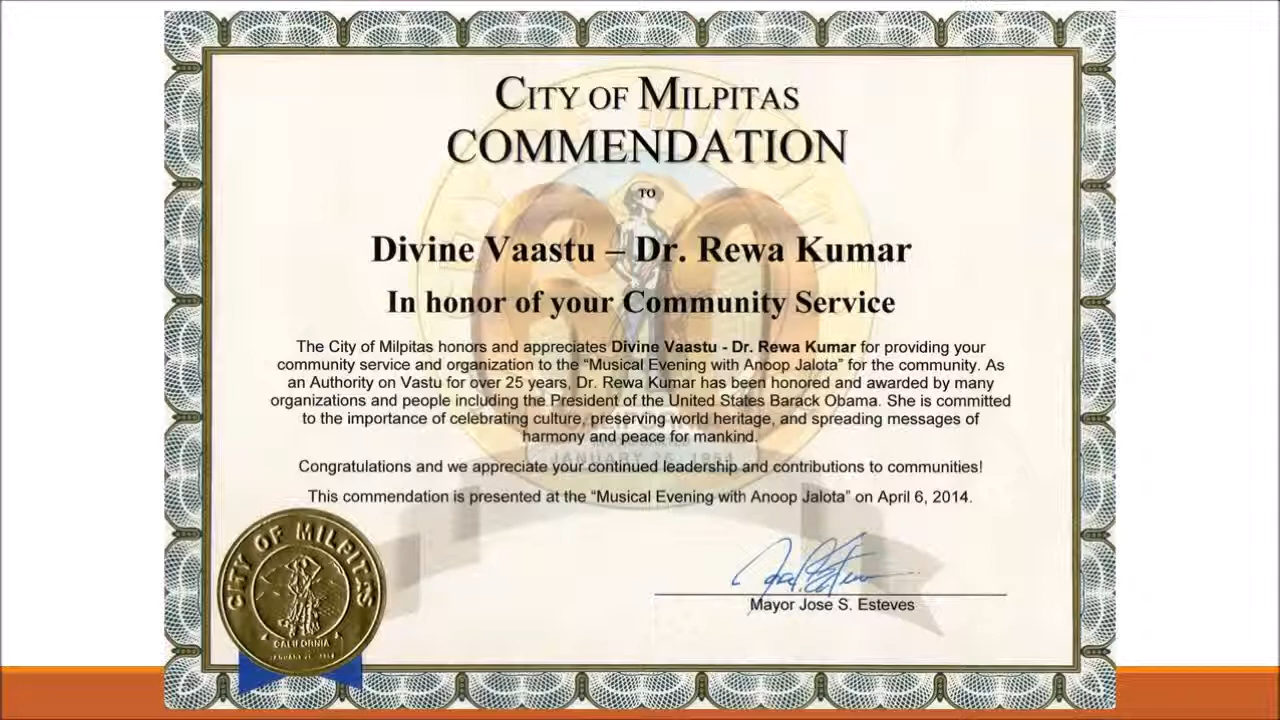 CITY OF MILPITAS
COMMENDATION
TO
Divine Vaastu – Dr. Rewa Kumar
In honor of your Community Service
The City of Milpitas honors and appreciates Divine Vaastu - Dr. Rewa Kumar for providing your
community service and organization to the “Musical Evening with Anoop Jalota” for the community. As
an Authority on Vastu for over 25 years, Dr. Rewa Kumar has been honored and awarded by many
organizations and people including the President of the United States Barack Obama. She is committed
to the importance of celebrating culture, preserving world heritage, and spreading messages of
harmony and peace for mankind.
JANUARY 26, 1954
Congratulations and we appreciate your continued leadership and contributions to communities!
This commendation is presented at the “Musical Evening with Anoop Jalota” on April 6, 2014.
CITY OF MILPITAS
CALIFORNIA
JANUARY 26, 1954
Mayor Jose S. Esteves